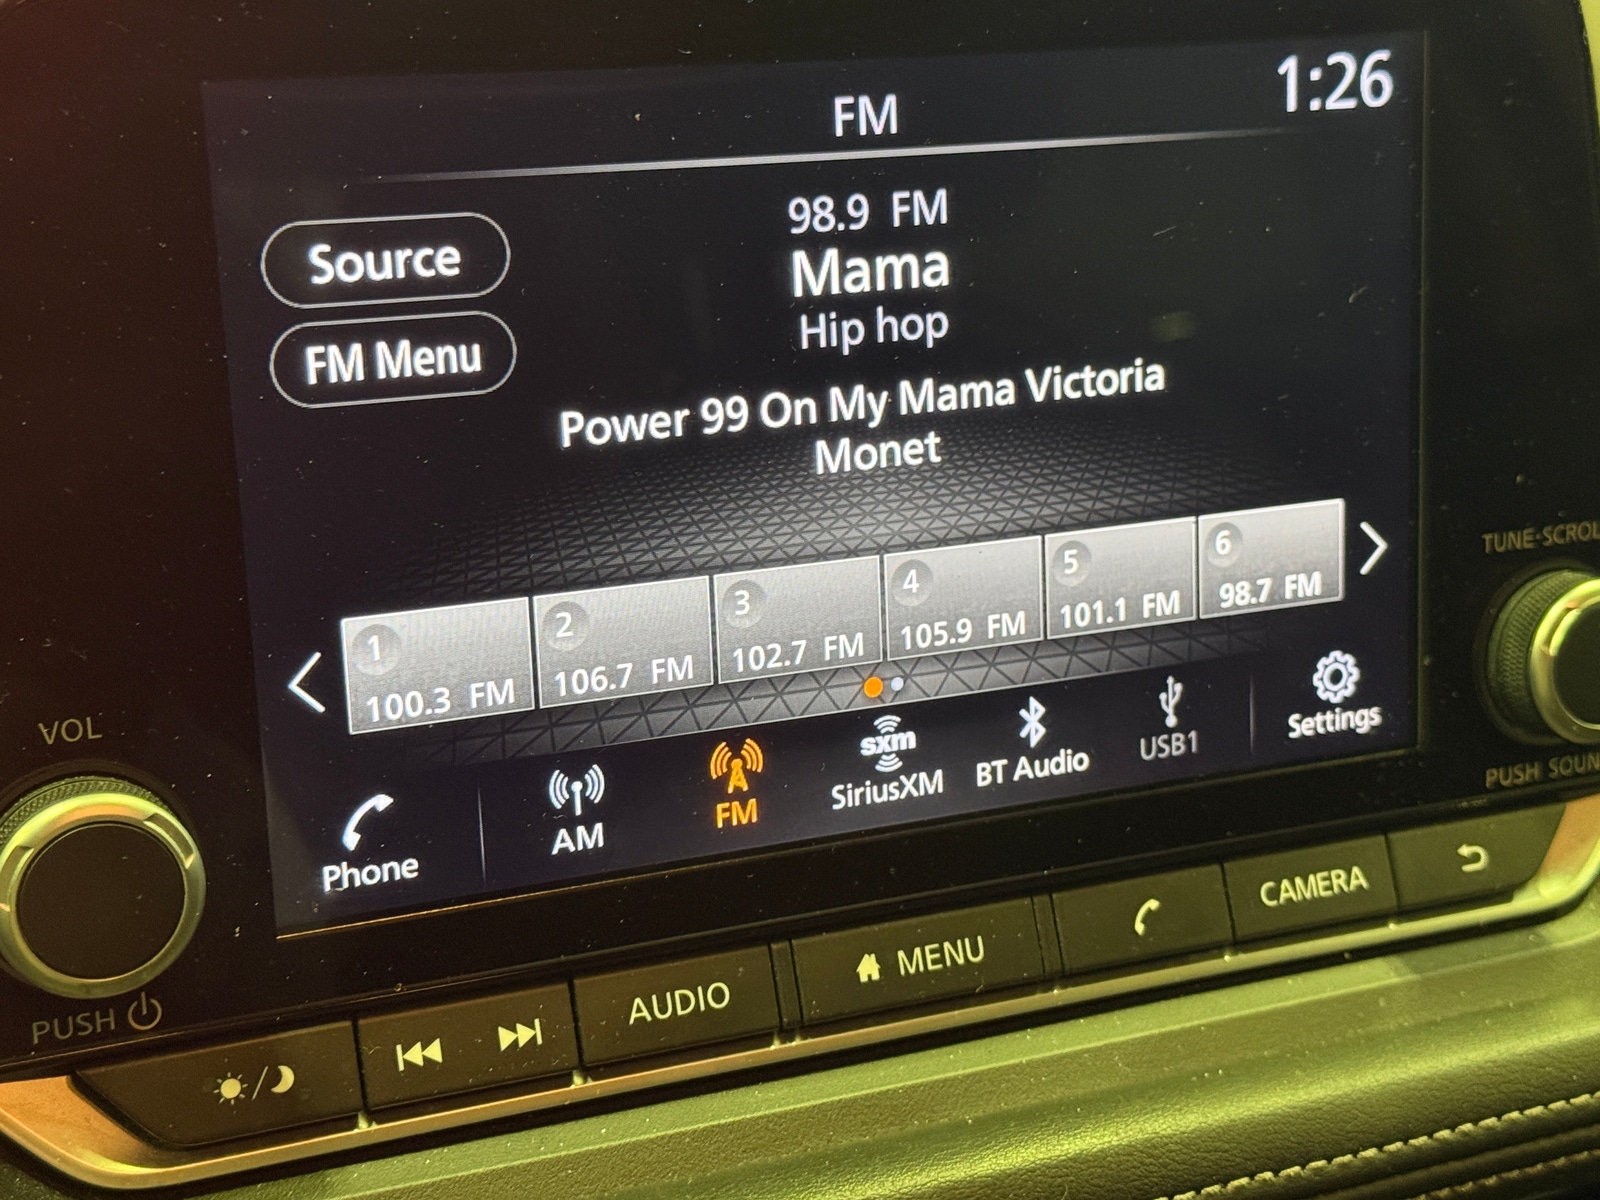 1:26
FM
98.9 FM
Mama
Hip hop
Source
FM Menu
Power 99 On My Mama Victoria
Monet
1
100.3 FM
2
106.7 FM
3
102.7 FM
4
105.9 FM
5
101.1 FM
6
98.7 FM
Phone
AM
FM
sxm
SiriusXM
BT Audio
USB1
Settings
VOL
PUSH
TUNE·SCROL
PUSH SOUN
AUDIO
MENU
CAMERA